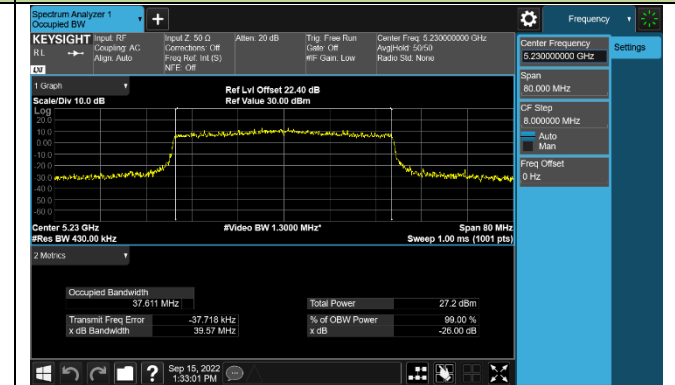 Spectrum Analyzer 1
Occupied BW
Frequency
KEYSIGHT
Input: RF
Coupling: AC
Align: Auto
Input Z: 50 Ω
Corrections: Off
Freq Ref: Int (S)
NFE: Off
Atten: 20 dB
Trig: Free Run
Gate: Off
#IF Gain: Low
Center Freq: 5.230000000 GHz
Avg|Hold: 50/50
Radio Std: None
R L
LXI
Center Frequency
5.230000000 GHz
Settings
Span
80.000 MHz
CF Step
8.000000 MHz
Auto
Man
Freq Offset
0 Hz
1 Graph
Scale/Div 10.0 dB
Ref Lvl Offset 22.40 dB
Ref Value 30.00 dBm
Log
20.0
10.0
0.00
-10.0
-20.0
-30.0
-40.0
-50.0
-60.0
Center 5.23 GHz
#Video BW 1.3000 MHz*
Span 80 MHz
#Res BW 430.00 kHz
Sweep 1.00 ms (1001 pts)
2 Metrics
Occupied Bandwidth
37.611 MHz
Total Power 27.2 dBm
Transmit Freq Error -37.718 kHz
% of OBW Power 99.00 %
x dB Bandwidth 39.57 MHz
x dB -26.00 dB
Sep 15, 2022
1:33:01 PM